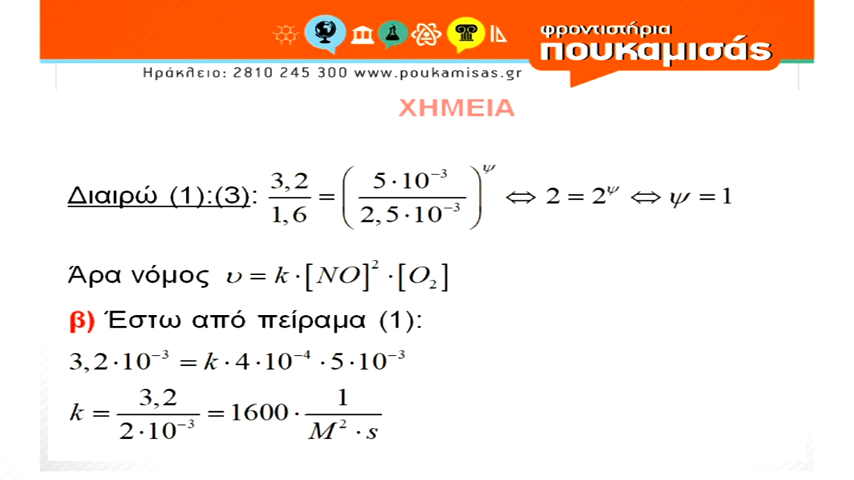 φροντιστήρια
πουκαμισάς
Ηράκλειο: 2810 245 300 www.poukamisas.gr
ΧΗΜΕΙΑ
Διαιρώ (1):(3): 3,2/1,6 = (5·10⁻³/2,5·10⁻³)^ψ ⇔ 2 = 2^ψ ⇔ ψ = 1
Άρα νόμος υ = k·[NO]²·[O₂]
β) Έστω από πείραμα (1):
3,2·10⁻³ = k·4·10⁻⁴·5·10⁻³
k = 3,2/2·10⁻³ = 1600· 1/M²·s